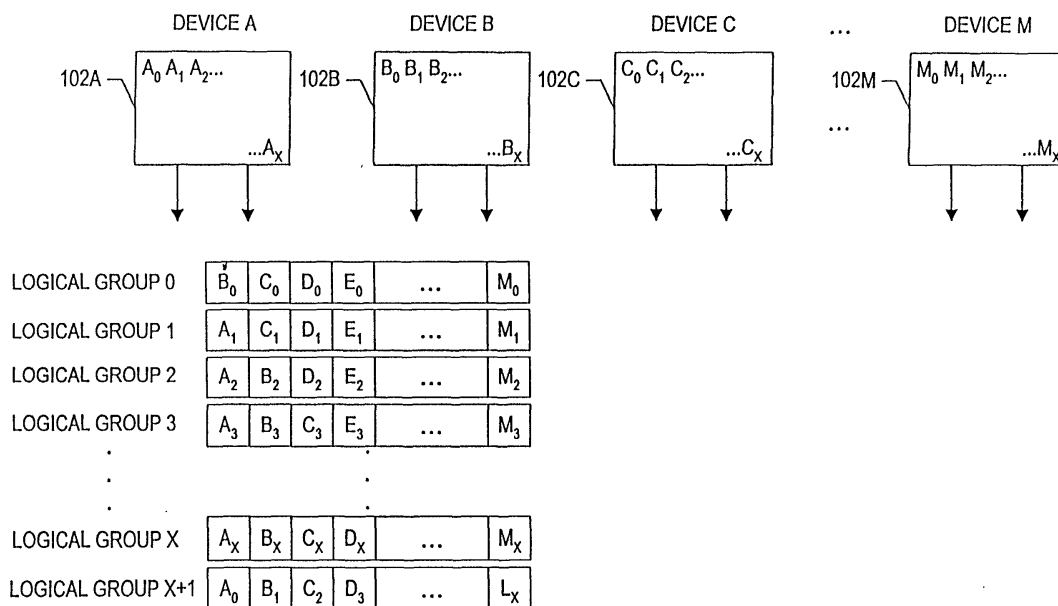 DEVICE A DEVICE B DEVICE C ... DEVICE M
102A A₀ A₁ A₂... ...Aₓ
102B B₀ B₁ B₂... ...Bₓ
102C C₀ C₁ C₂... ...Cₓ
...
102M M₀ M₁ M₂... ...Mₓ
LOGICAL GROUP 0 B₀ C₀ D₀ E₀ ... M₀
LOGICAL GROUP 1 A₁ C₁ D₁ E₁ ... M₁
LOGICAL GROUP 2 A₂ B₂ D₂ E₂ ... M₂
LOGICAL GROUP 3 A₃ B₃ C₃ E₃ ... M₃
LOGICAL GROUP X Aₓ Bₓ Cₓ Dₓ ... Mₓ
LOGICAL GROUP X+1 A₀ B₁ C₂ D₃ ... Lₓ